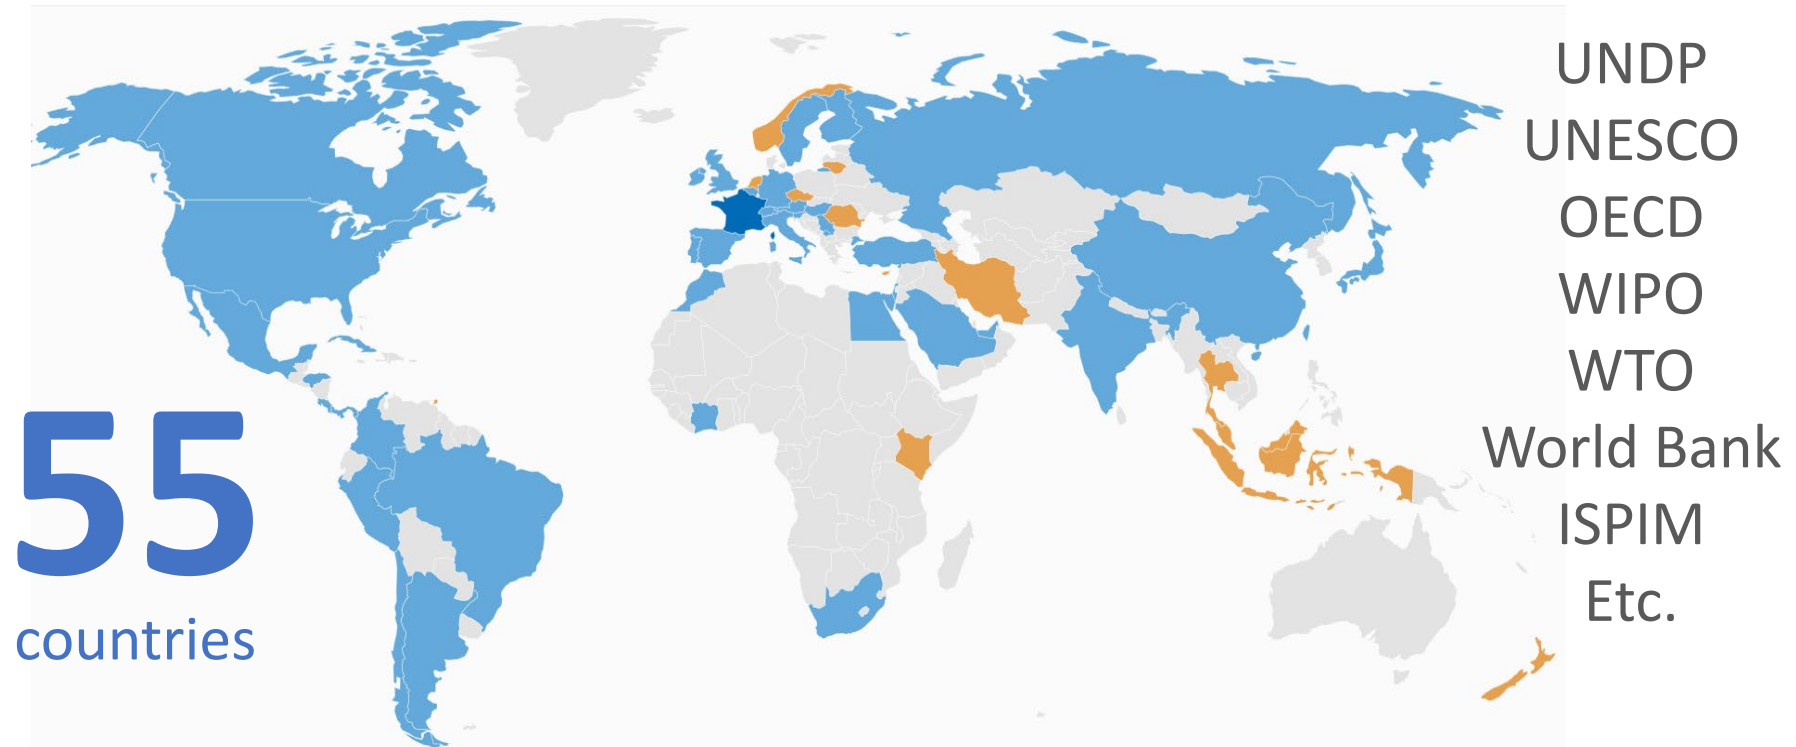 55
countries
UNDP
UNESCO
OECD
WIPO
WTO
World Bank
ISPIM
Etc.